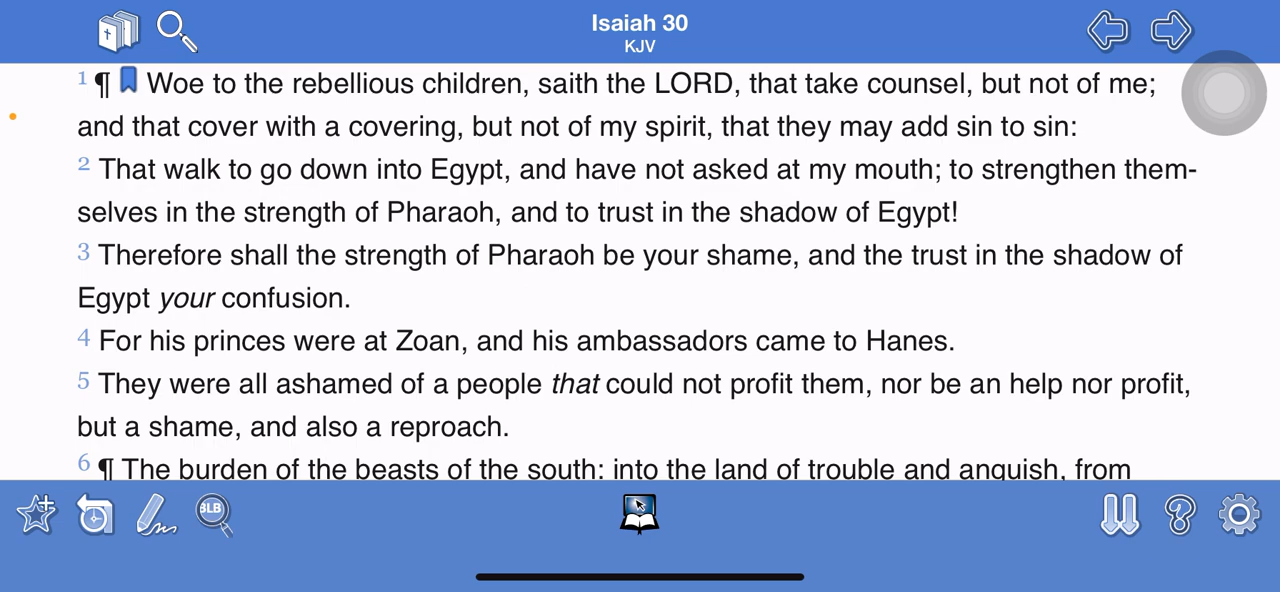 Isaiah 30
KJV
1 ¶ Woe to the rebellious children, saith the LORD, that take counsel, but not of me;
and that cover with a covering, but not of my spirit, that they may add sin to sin:
2 That walk to go down into Egypt, and have not asked at my mouth; to strengthen them-
selves in the strength of Pharaoh, and to trust in the shadow of Egypt!
3 Therefore shall the strength of Pharaoh be your shame, and the trust in the shadow of
Egypt your confusion.
4 For his princes were at Zoan, and his ambassadors came to Hanes.
5 They were all ashamed of a people that could not profit them, nor be an help nor profit,
but a shame, and also a reproach.
6 ¶ The burden of the beasts of the south: into the land of trouble and anguish, from
BLB